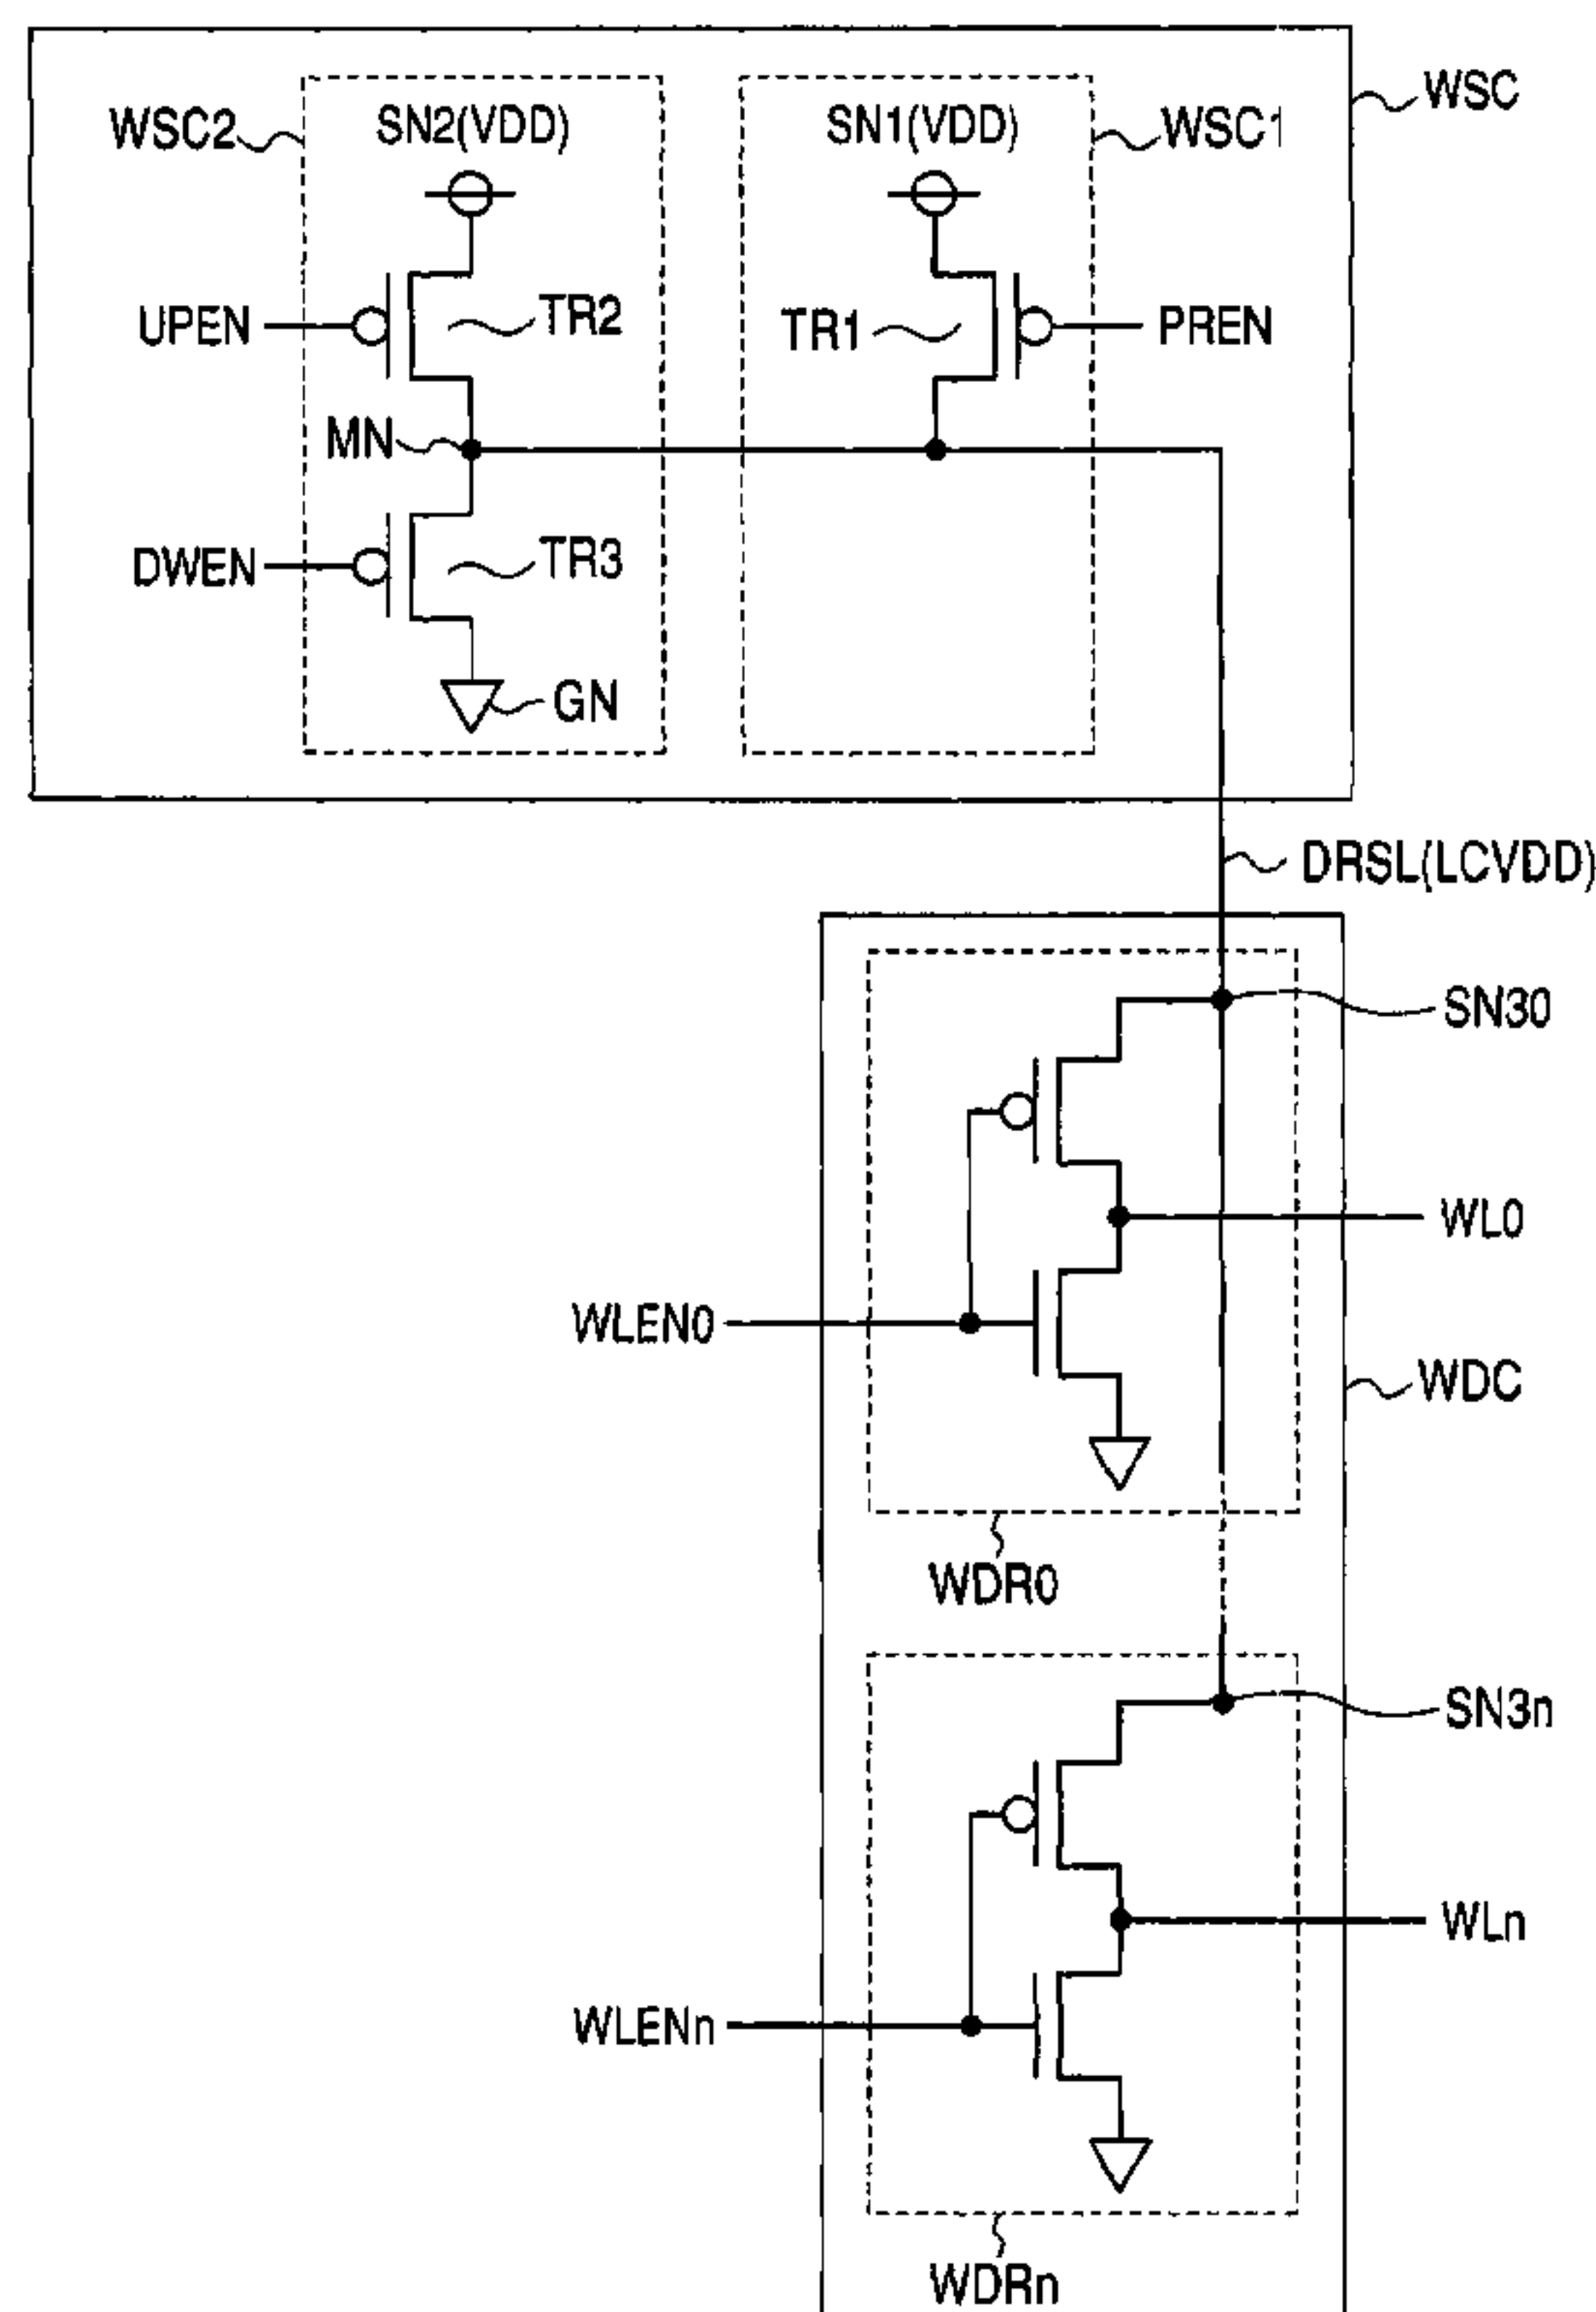 WSC
WSC2
SN2(VDD)
SN1(VDD)
WSC1
UPEN
TR2
TR1
PREN
MN
DWEN
TR3
GN
DRSL(LCVDD)
SN30
WL0
WLEN0
WDC
WDR0
SN3n
WLn
WLENn
WDRn